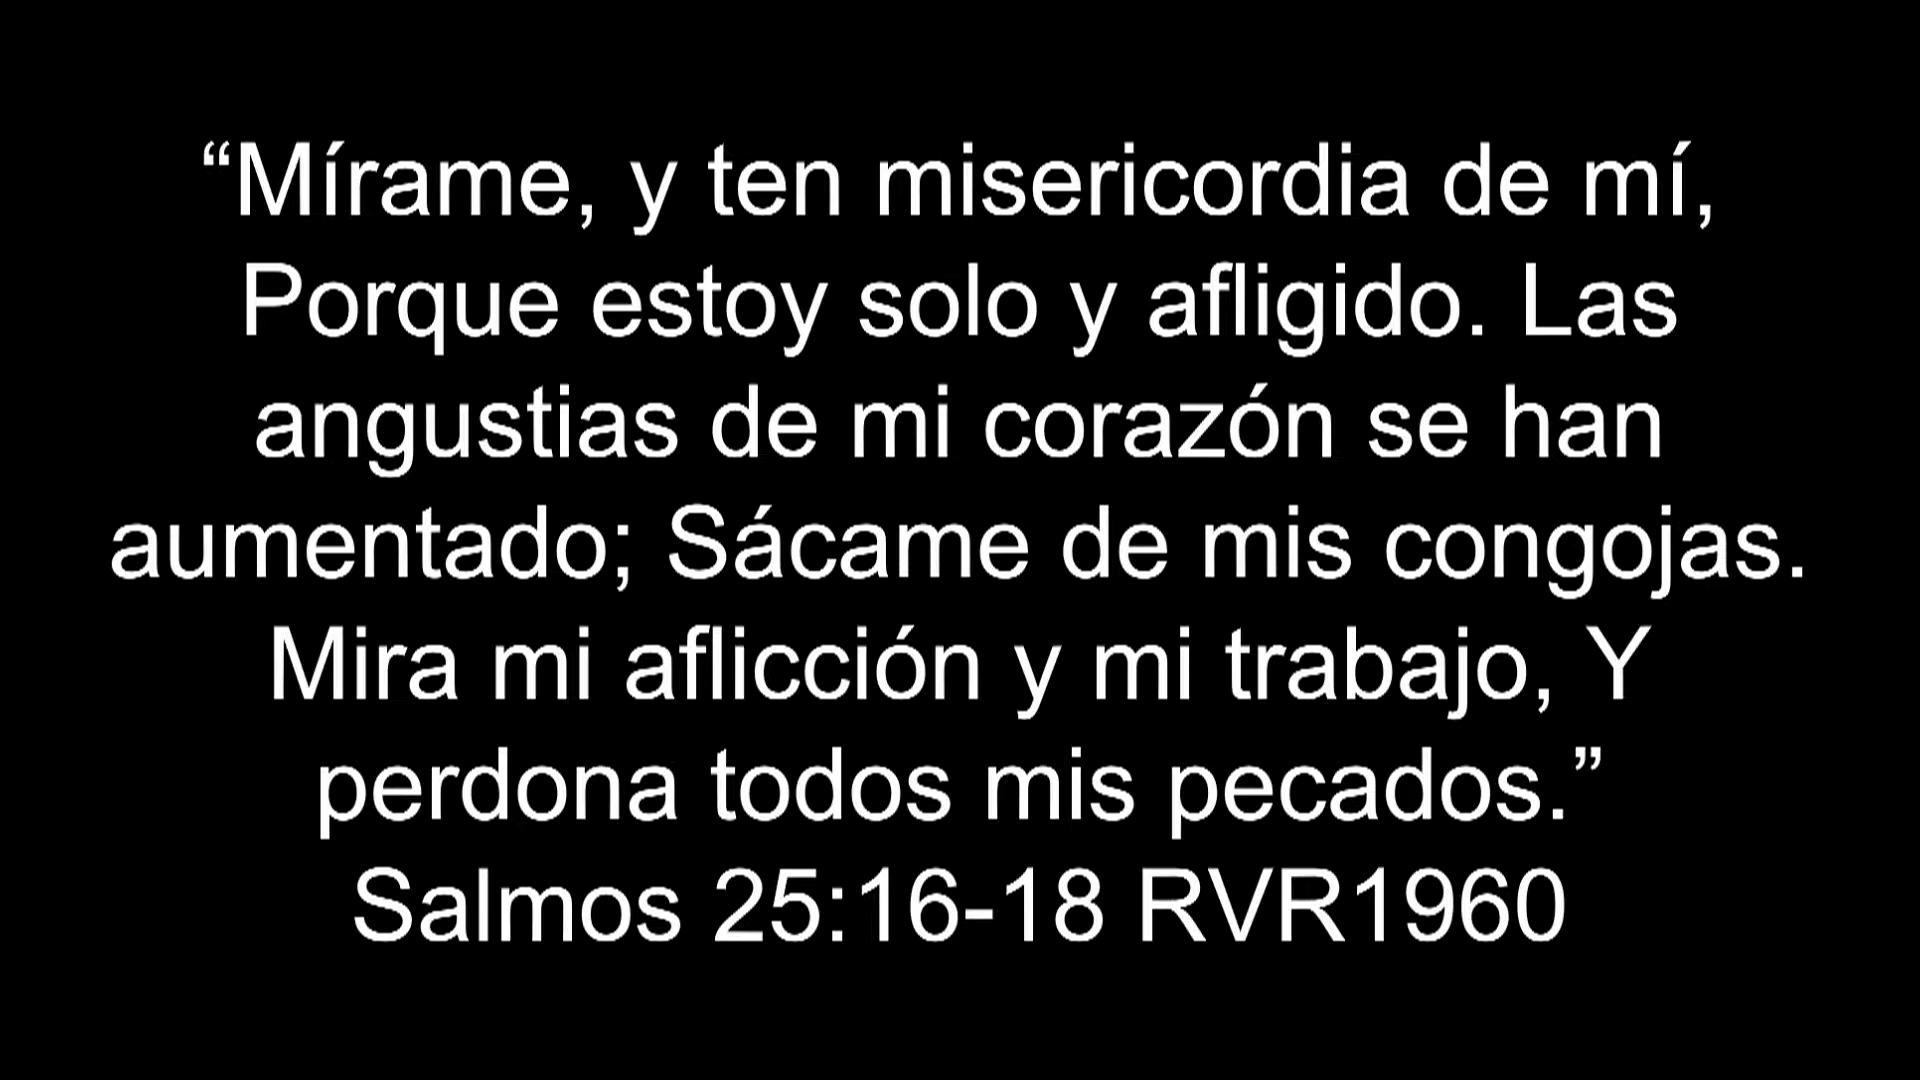 “Mírame, y ten misericordia de mí,
Porque estoy solo y afligido. Las
angustias de mi corazón se han
aumentado; Sácame de mis congojas.
Mira mi aflicción y mi trabajo, Y
perdona todos mis pecados.”
Salmos 25:16-18 RVR1960